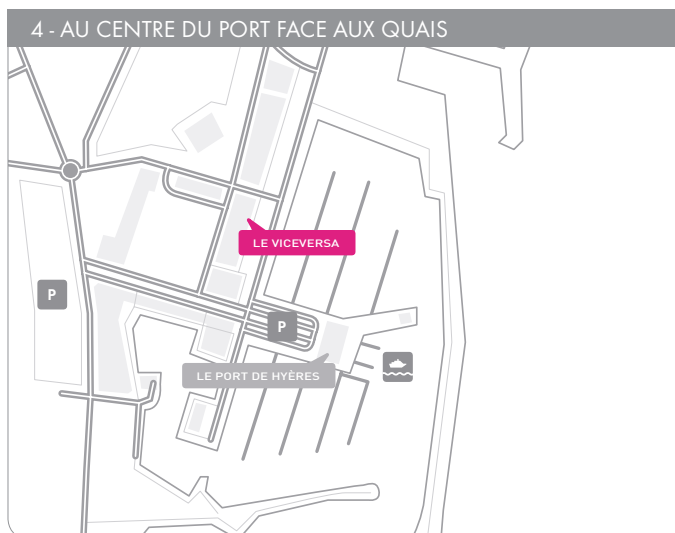 4 - AU CENTRE DU PORT FACE AUX QUAIS
LE VICEVERSA
P
P
LE PORT DE HYÈRES